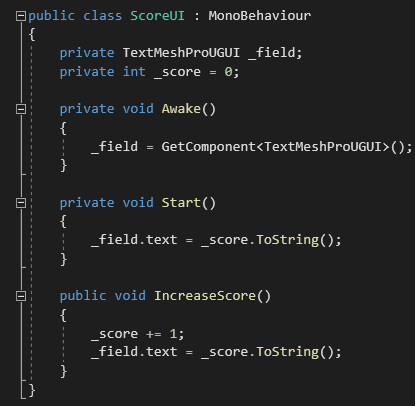 public class ScoreUI : MonoBehaviour
{
    private TextMeshProUGUI _field;
    private int _score = 0;

    private void Awake()
    {
        _field = GetComponent<TextMeshProUGUI>();
    }

    private void Start()
    {
        _field.text = _score.ToString();
    }

    public void IncreaseScore()
    {
        _score += 1;
        _field.text = _score.ToString();
    }
}